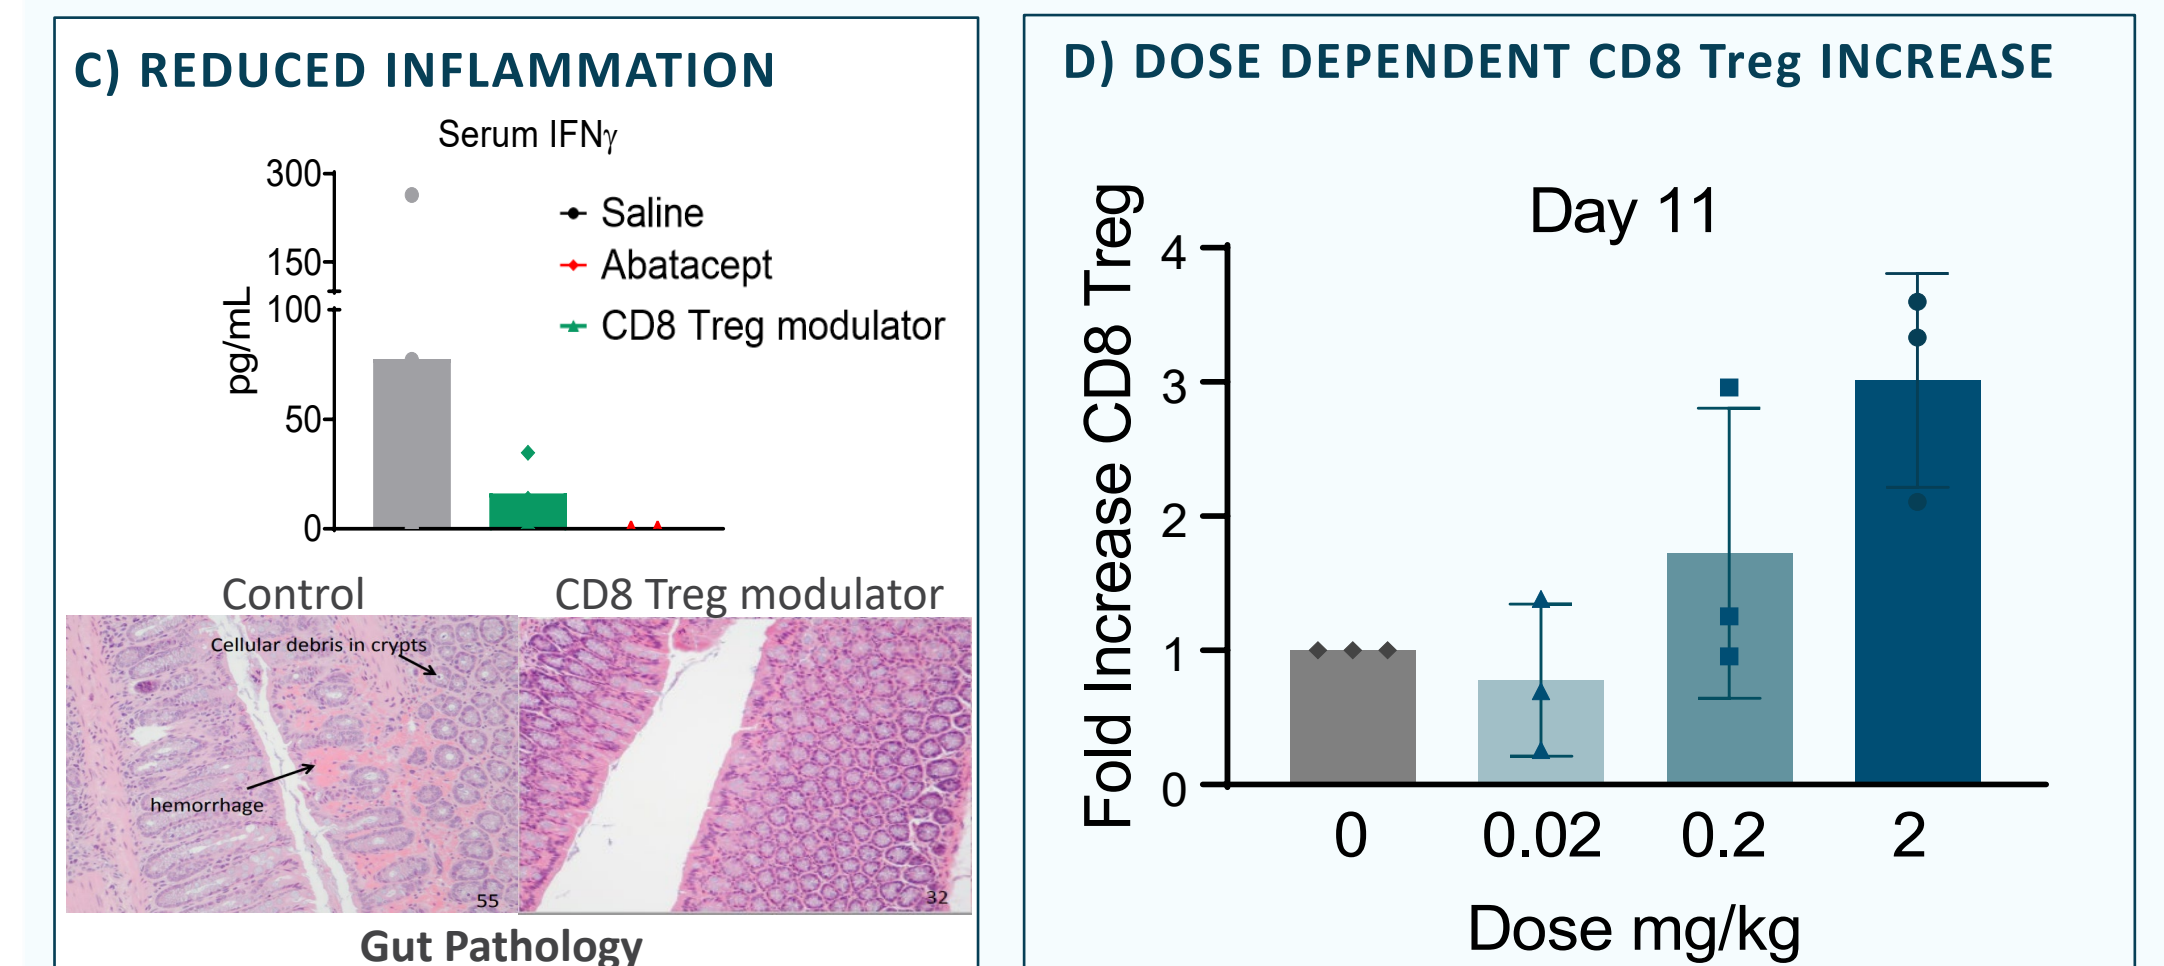 C) REDUCED INFLAMMATION
Serum IFNγ
300
150
100
50
0
pg/mL
Saline
Abatacept
CD8 Treg modulator
Control
CD8 Treg modulator
Cellular debris in crypts
hemorrhage
55
32
Gut Pathology
D) DOSE DEPENDENT CD8 Treg INCREASE
Day 11
Fold Increase CD8 Treg
4
3
2
1
0
0 0.02 0.2 2
Dose mg/kg